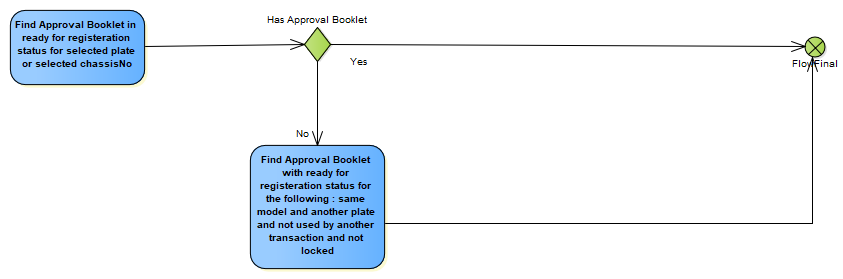 Find Approval Booklet in
ready for registeration
status for selected plate
or selected chassisNo
Has Approval Booklet
Yes
FlowFinal
No
Find Approval Booklet
with ready for
registeration status for
the following : same
model and another plate
and not used by another
transaction and not
locked